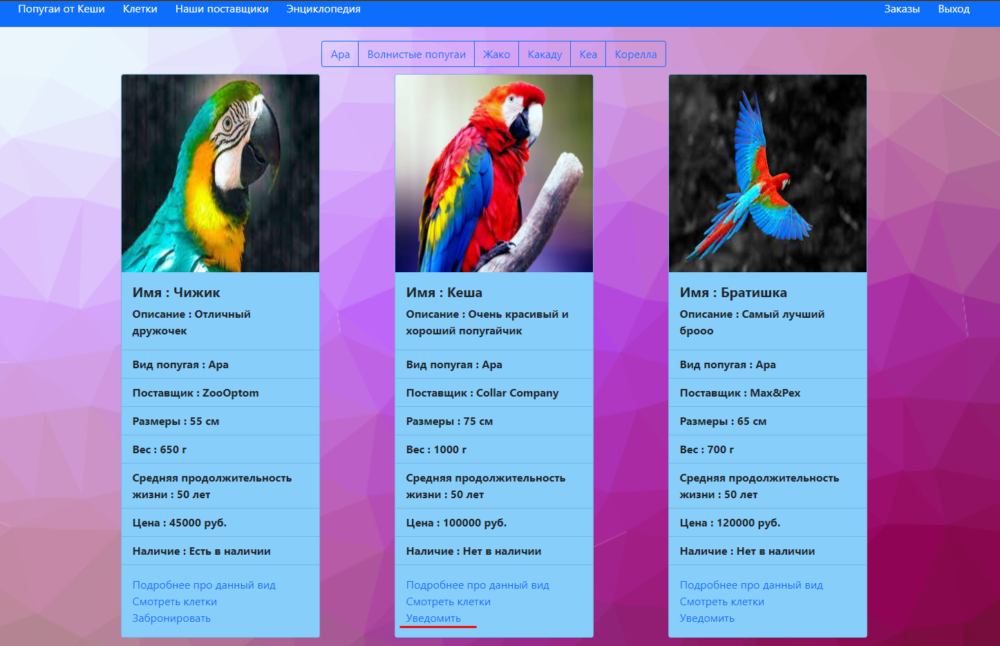 Попугаи от Кеши Клетки Наши поставщики Энциклопедия Заказы Выход
Ара Волнистые попугаи Жако Какаду Кеа Корелла
Имя : Чижик
Описание : Отличный
дружочек
Вид попугая : Ара
Поставщик : ZooOptom
Размеры : 55 см
Вес : 650 г
Средняя продолжительность
жизни : 50 лет
Цена : 45000 руб.
Наличие : Есть в наличии
Подробнее про данный вид
Смотреть клетки
Забронировать
Имя : Кеша
Описание : Очень красивый и
хороший попугайчик
Вид попугая : Ара
Поставщик : Collar Company
Размеры : 75 см
Вес : 1000 г
Средняя продолжительность
жизни : 50 лет
Цена : 100000 руб.
Наличие : Нет в наличии
Подробнее про данный вид
Смотреть клетки
Уведомить
Имя : Братишка
Описание : Самый лучший
брооо
Вид попугая : Ара
Поставщик : Max&Pex
Размеры : 65 см
Вес : 700 г
Средняя продолжительность
жизни : 50 лет
Цена : 120000 руб.
Наличие : Нет в наличии
Подробнее про данный вид
Смотреть клетки
Уведомить